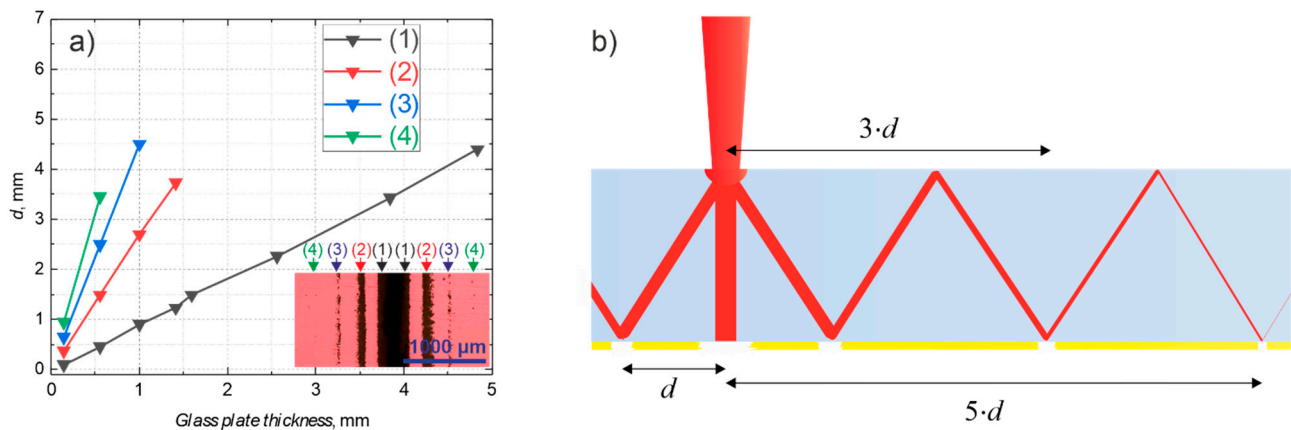 a)
7
6
5
4
3
2
1
0
d, mm
0 1 2 3 4 5
Glass plate thickness, mm
(1)
(2)
(3)
(4)
(4) (3) (2) (1) (1) (2) (3) (4)
1000 µm
b)
3·d
d
5·d